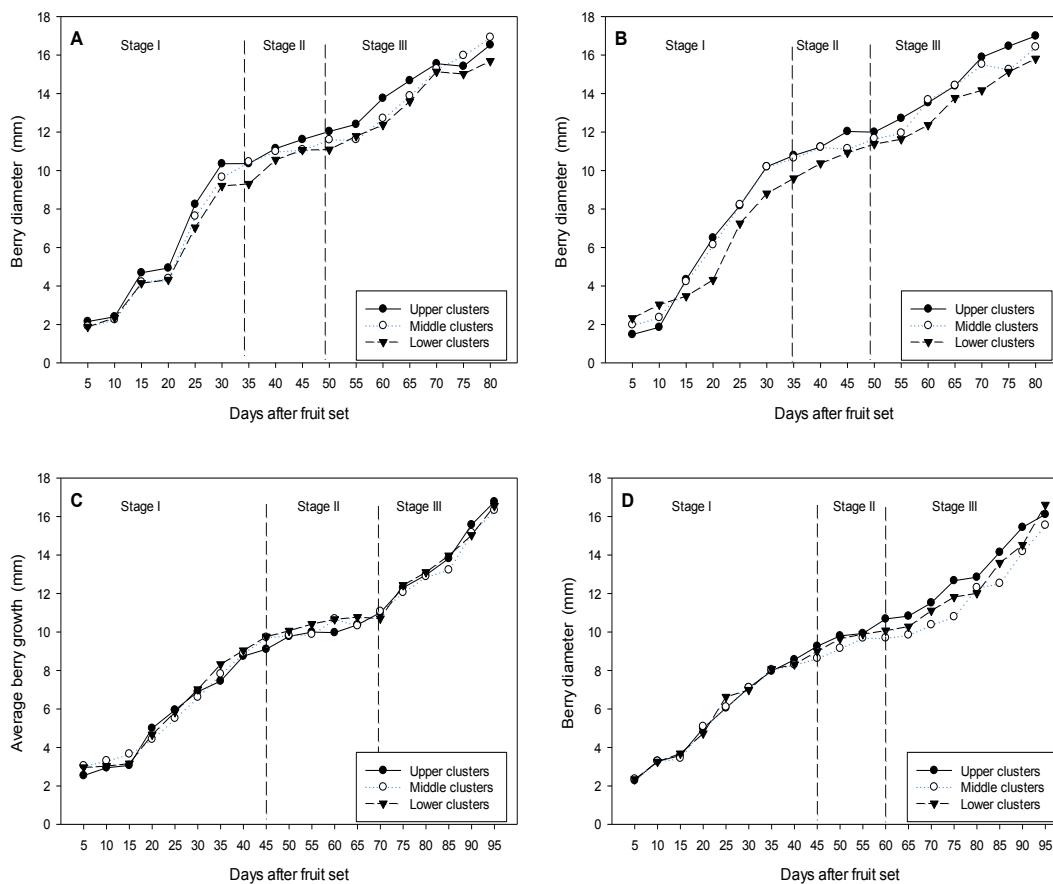 A
Stage I Stage II Stage III
18
16
14
12
10
8
6
4
2
0
Berry diameter (mm)
Upper clusters
Middle clusters
Lower clusters
5 10 15 20 25 30 35 40 45 50 55 60 65 70 75 80
Days after fruit set
B
Stage I Stage II Stage III
18
16
14
12
10
8
6
4
2
0
Berry diameter (mm)
Upper clusters
Middle clusters
Lower clusters
5 10 15 20 25 30 35 40 45 50 55 60 65 70 75 80
Days after fruit set
C
Stage I Stage II Stage III
18
16
14
12
10
8
6
4
2
0
Average berry growth (mm)
Upper clusters
Middle clusters
Lower clusters
5 10 15 20 25 30 35 40 45 50 55 60 65 70 75 80 85 90 95
Days after fruit set
D
Stage I Stage II Stage III
18
16
14
12
10
8
6
4
2
0
Berry diameter (mm)
Upper clusters
Middle clusters
Lower clusters
5 10 15 20 25 30 35 40 45 50 55 60 65 70 75 80 85 90 95
Days after fruit set